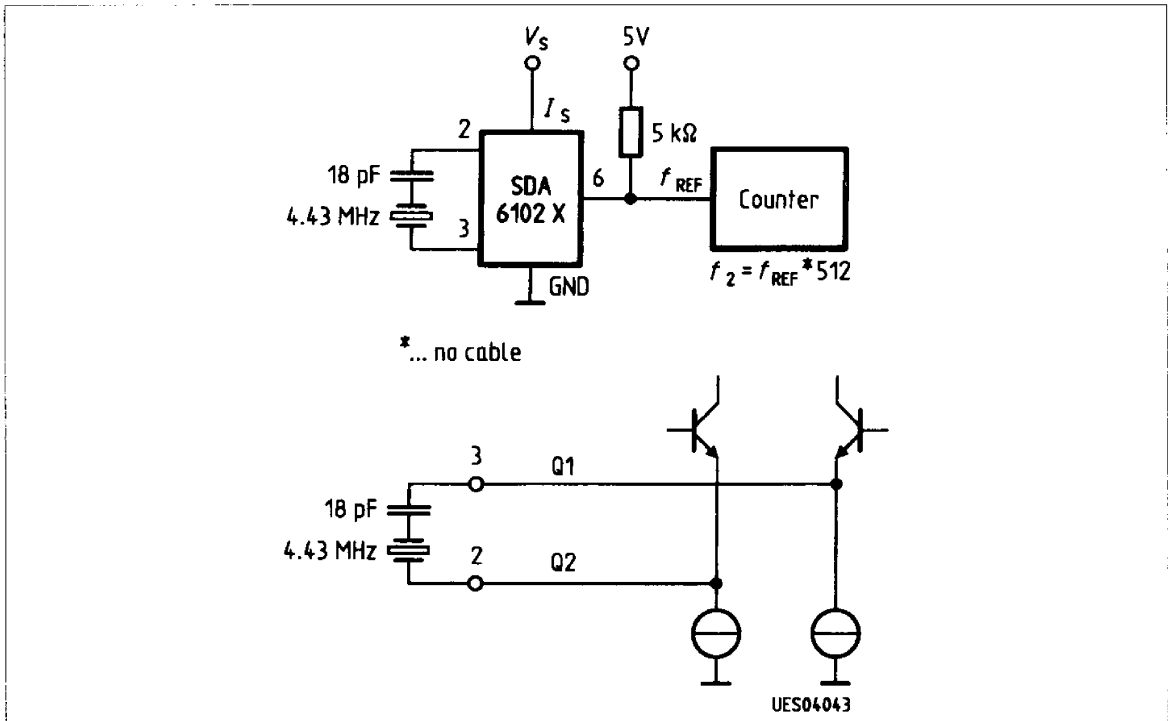 V_S
5V
I_S
2
5 kΩ
18 pF
SDA
6102 X
6
f_REF
Counter
4.43 MHz
3
GND
f_2 = f_REF * 512
*... no cable
3
Q1
18 pF
4.43 MHz
2
Q2
UES04043